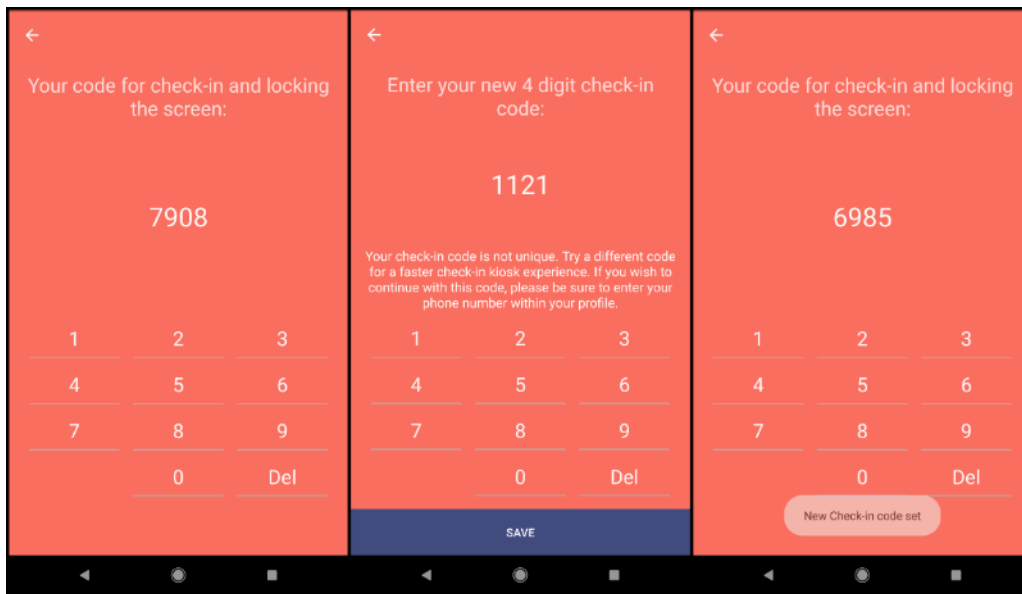 Your code for check-in and locking
the screen:
7908
1 2 3
4 5 6
7 8 9
0 Del
Enter your new 4 digit check-in
code:
1121
Your check-in code is not unique. Try a different code
for a faster check-in kiosk experience. If you wish to
continue with this code, please be sure to enter your
phone number within your profile.
1 2 3
4 5 6
7 8 9
0 Del
SAVE
Your code for check-in and locking
the screen:
6985
1 2 3
4 5 6
7 8 9
0 Del
New Check-in code set